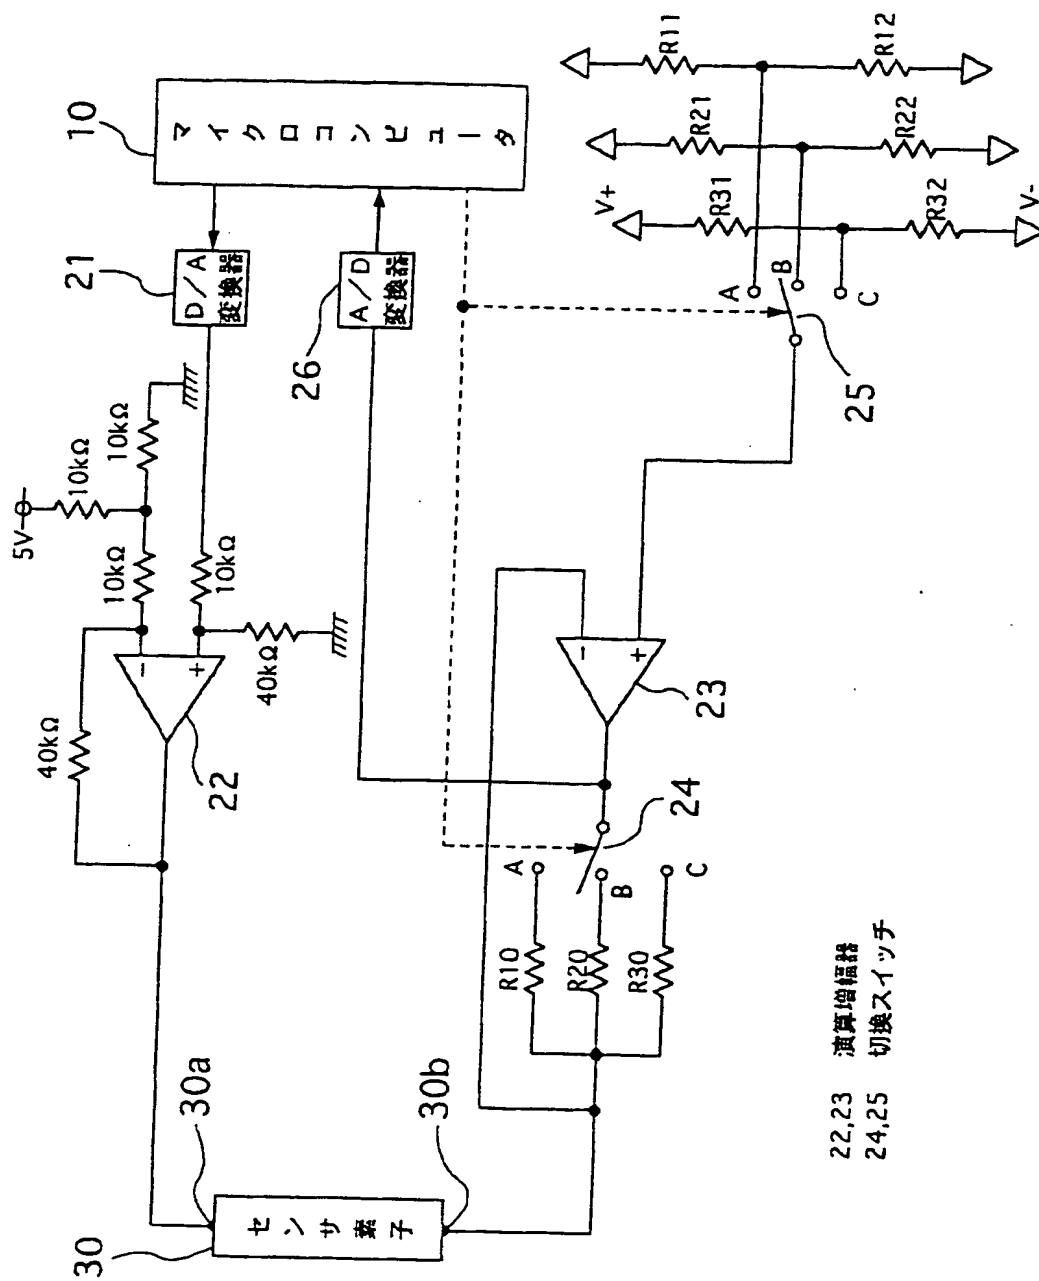 10
マイクロコンピュータ
21
D/A
変換器
26
A/D
変換器
5V
10kΩ
10kΩ
10kΩ
10kΩ
40kΩ
40kΩ
-
+
22
-
+
23
24
A
B
C
R10
R20
R30
25
A
B
C
V+
V-
R11
R12
R21
R22
R31
R32
30
30a
30b
センサ素子
22,23 演算増幅器
24,25 切換スイッチ